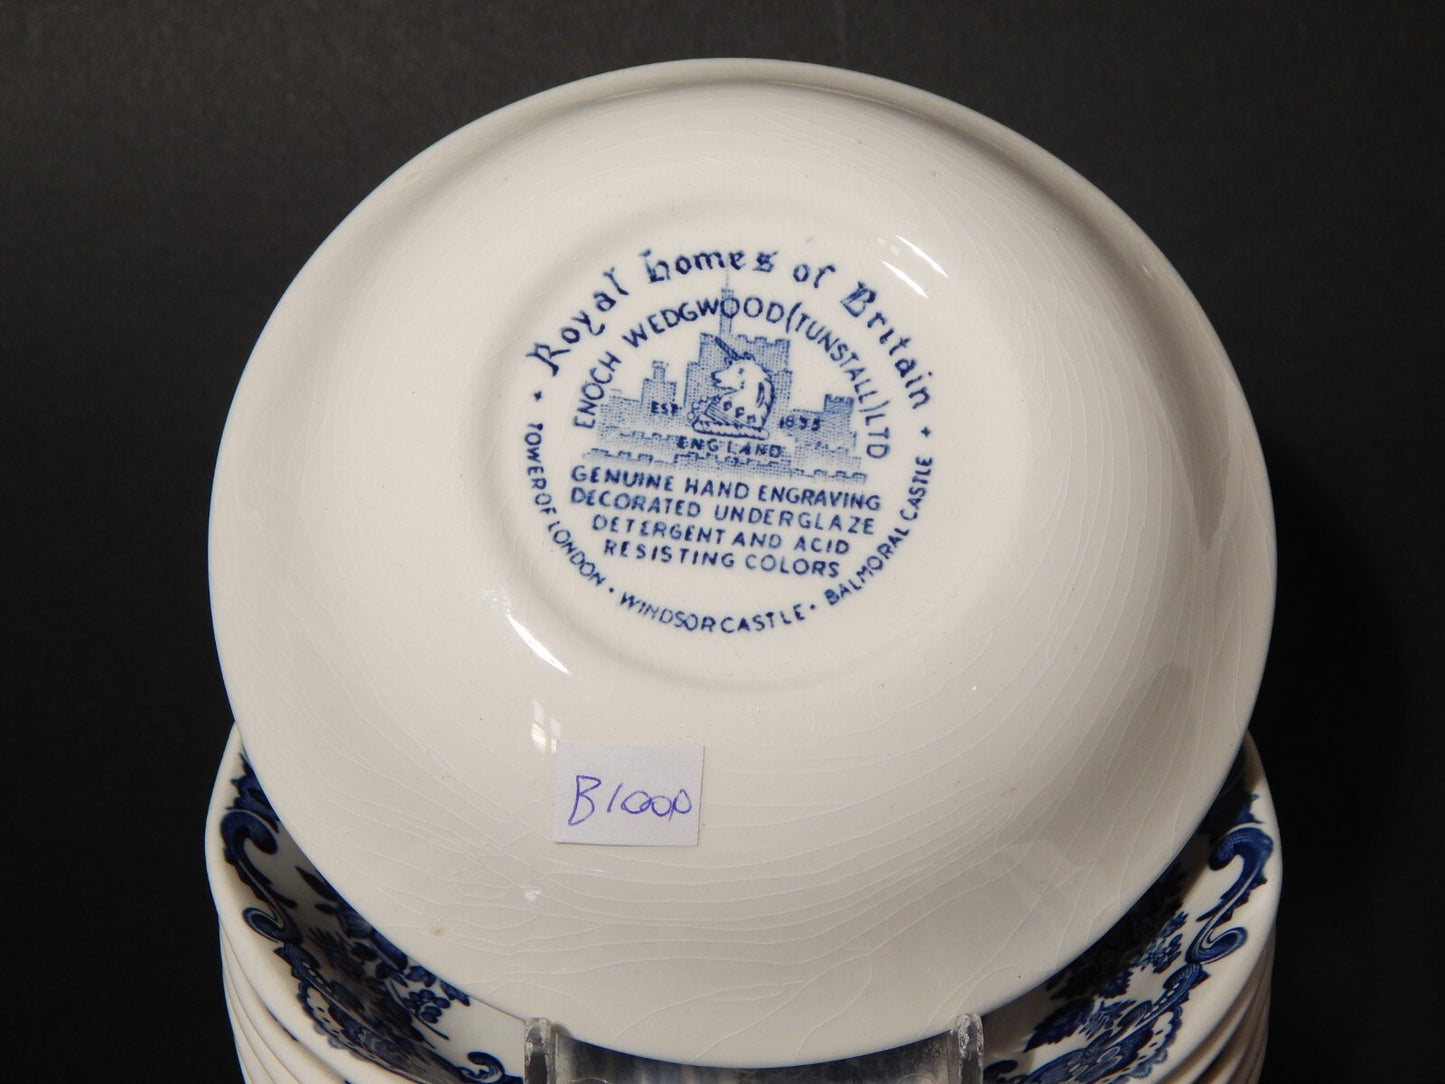 Royal homes of Britain
ENOCH WEDGWOOD (TUNSTALL) LTD
EST 1835
ENGLAND
GENUINE HAND ENGRAVING
DECORATED UNDERGLAZE
DETERGENT AND ACID
RESISTING COLORS
TOWER OF LONDON · WINDSOR CASTLE · BALMORAL CASTLE